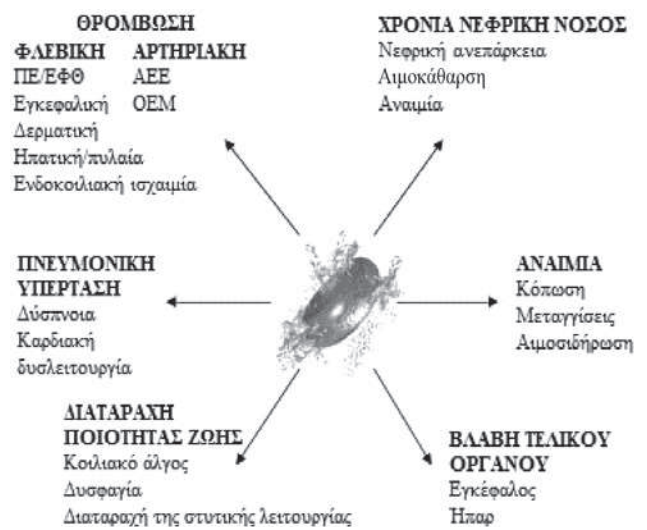 ΘΡΟΜΒΩΣΗ
ΦΛΕΒΙΚΗ ΑΡΤΗΡΙΑΚΗ
ΠΕ/ΕΦΘ ΑΕΕ
Εγκεφαλική ΟΕΜ
Δερματική
Ηπατική/πυλαία
Ενδοκοιλιακή ισχαιμία
ΧΡΟΝΙΑ ΝΕΦΡΙΚΗ ΝΟΣΟΣ
Νεφρική ανεπάρκεια
Αιμοκάθαρση
Αναιμία
ΠΝΕΥΜΟΝΙΚΗ
ΥΠΕΡΤΑΣΗ
Δύσπνοια
Καρδιακή
δυσλειτουργία
ΑΝΑΙΜΙΑ
Κόπωση
Μεταγγίσεις
Αιμοσιδήρωση
ΔΙΑΤΑΡΑΧΗ
ΠΟΙΟΤΗΤΑΣ ΖΩΗΣ
Κοιλιακό άλγος
Δυσφαγία
Διαταραχή της στυτικής λειτουργίας
ΒΛΑΒΗ ΤΕΛΙΚΟΥ
ΟΡΓΑΝΟΥ
Εγκέφαλος
Ήπαρ